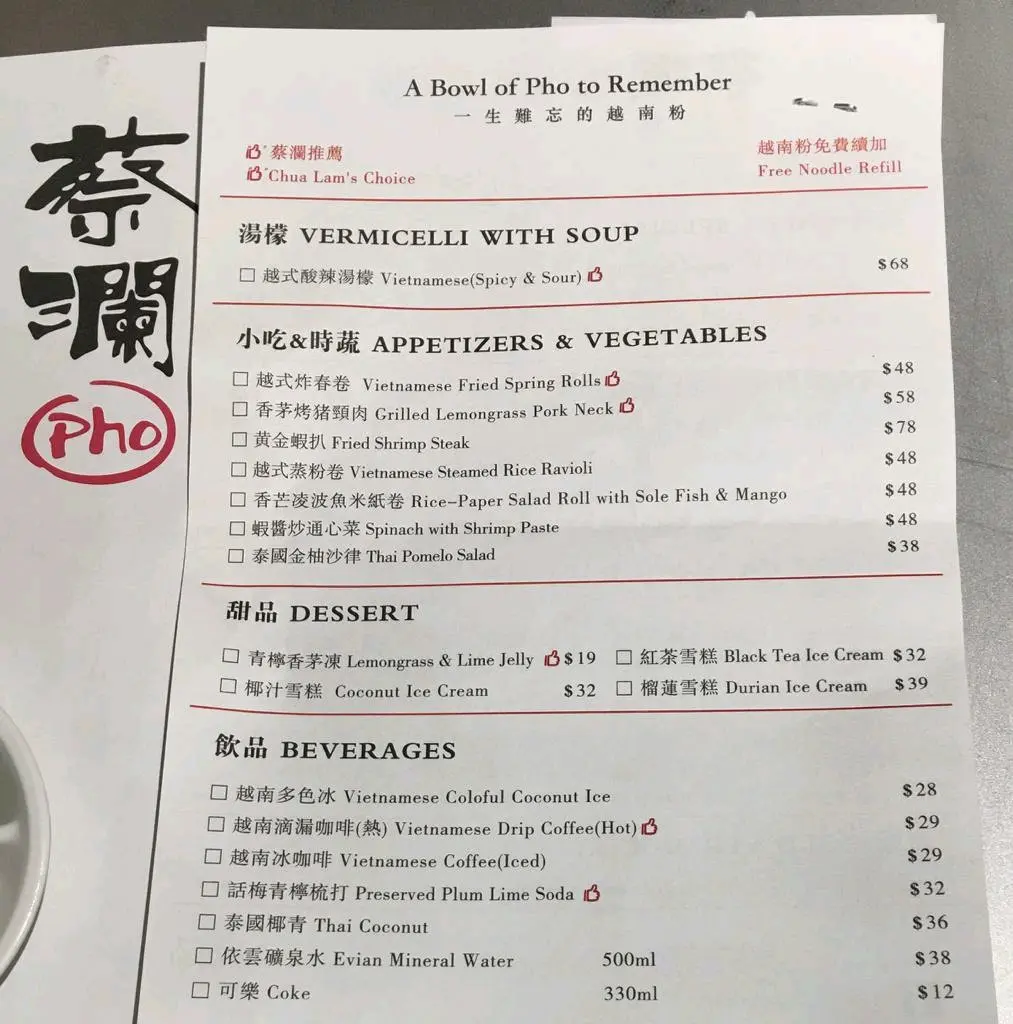 蔡瀾
Pho
A Bowl of Pho to Remember
一生難忘的越南粉
蔡瀾推薦
Chua Lam's Choice
越南粉免費續加
Free Noodle Refill
湯檬 VERMICELLI WITH SOUP
越式酸辣湯檬 Vietnamese(Spicy & Sour) $68
小吃&時蔬 APPETIZERS & VEGETABLES
越式炸春卷 Vietnamese Fried Spring Rolls $48
香茅烤猪頸肉 Grilled Lemongrass Pork Neck $58
黃金蝦扒 Fried Shrimp Steak $78
越式蒸粉卷 Vietnamese Steamed Rice Ravioli $48
香芒凌波魚米紙卷 Rice-Paper Salad Roll with Sole Fish & Mango $48
蝦醬炒通心菜 Spinach with Shrimp Paste $48
泰國金柚沙律 Thai Pomelo Salad $38
甜品 DESSERT
青檸香茅凍 Lemongrass & Lime Jelly $19 紅茶雪糕 Black Tea Ice Cream $32
椰汁雪糕 Coconut Ice Cream $32 榴蓮雪糕 Durian Ice Cream $39
飲品 BEVERAGES
越南多色冰 Vietnamese Coloful Coconut Ice $28
越南滴漏咖啡(熱) Vietnamese Drip Coffee(Hot) $29
越南冰咖啡 Vietnamese Coffee(Iced) $29
話梅青檸梳打 Preserved Plum Lime Soda $32
泰國椰青 Thai Coconut $36
依雲礦泉水 Evian Mineral Water 500ml $38
可樂 Coke 330ml $12